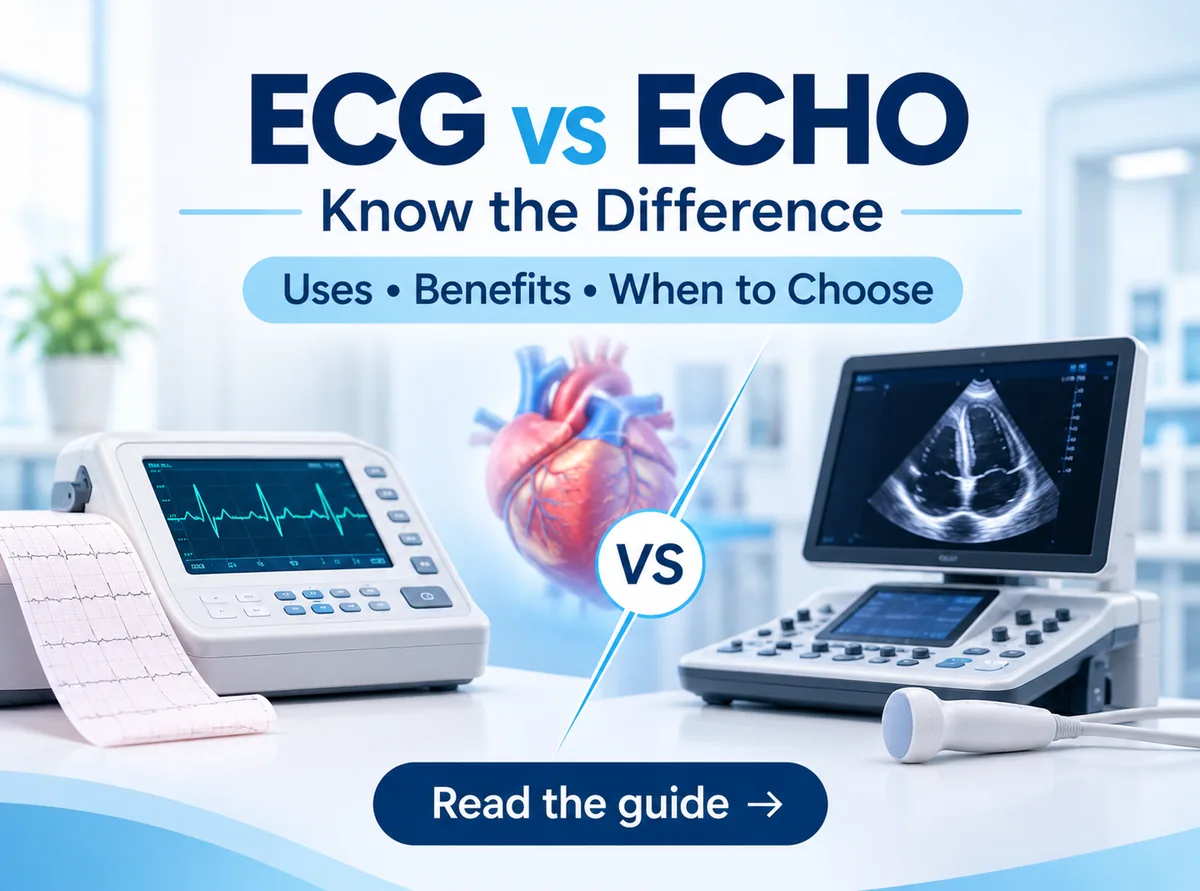 ECG vs ECHO
Know the Difference
Uses • Benefits • When to Choose
VS
Read the guide →